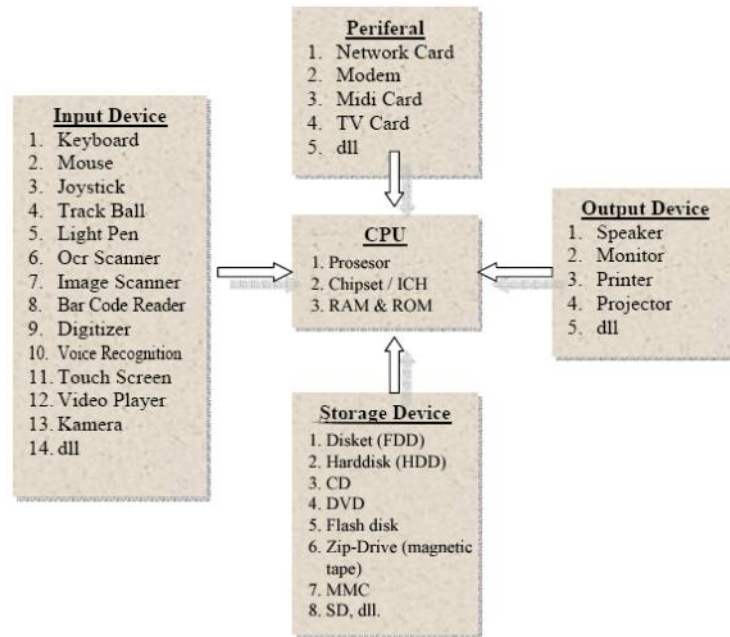 Periferal
1. Network Card
2. Modem
3. Midi Card
4. TV Card
5. dll
Input Device
1. Keyboard
2. Mouse
3. Joystick
4. Track Ball
5. Light Pen
6. Ocr Scanner
7. Image Scanner
8. Bar Code Reader
9. Digitizer
10. Voice Recognition
11. Touch Screen
12. Video Player
13. Kamera
14. dll
CPU
1. Prosesor
2. Chipset / ICH
3. RAM & ROM
Output Device
1. Speaker
2. Monitor
3. Printer
4. Projector
5. dll
Storage Device
1. Disket (FDD)
2. Harddisk (HDD)
3. CD
4. DVD
5. Flash disk
6. Zip-Drive (magnetic
tape)
7. MMC
8. SD, dll.